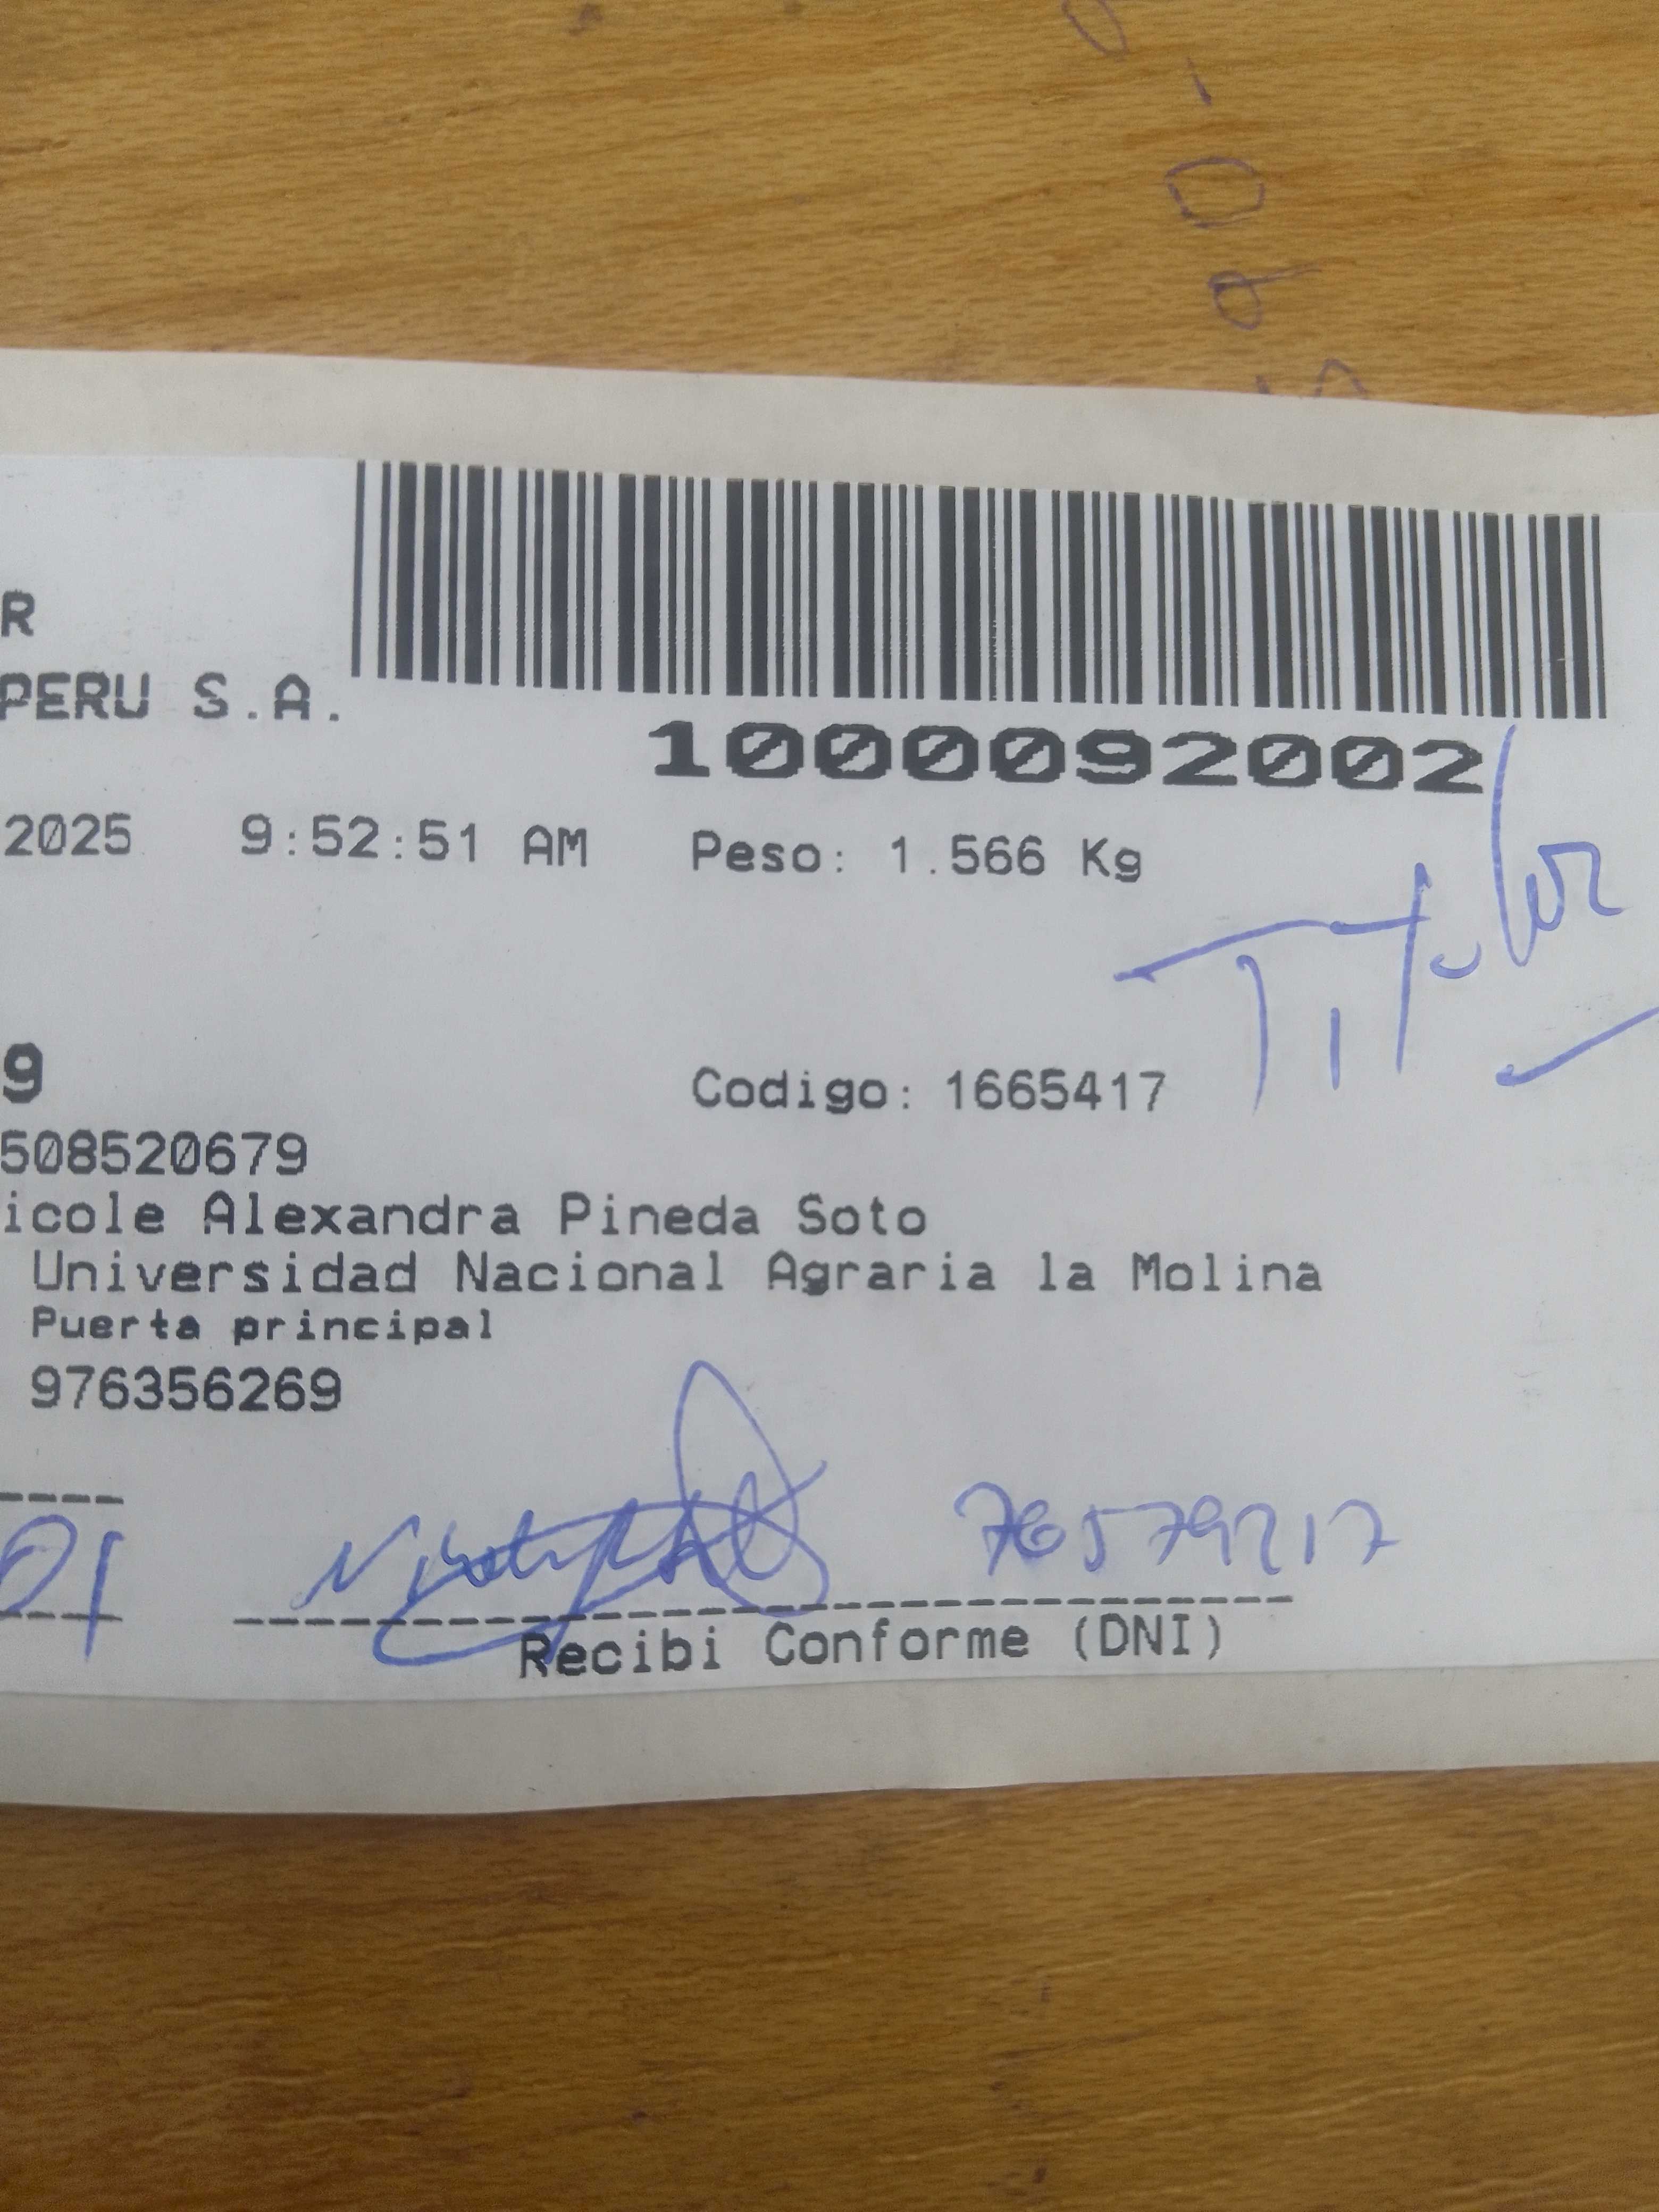 R
PERU S.A.
1000092002
2025 9:52:51 AM Peso: 1.566 Kg
Titular
9 Codigo: 1665417
508520679
icole Alexandra Pineda Soto
Universidad Nacional Agraria la Molina
Puerta principal
976356269
76579217
Recibi Conforme (DNI)